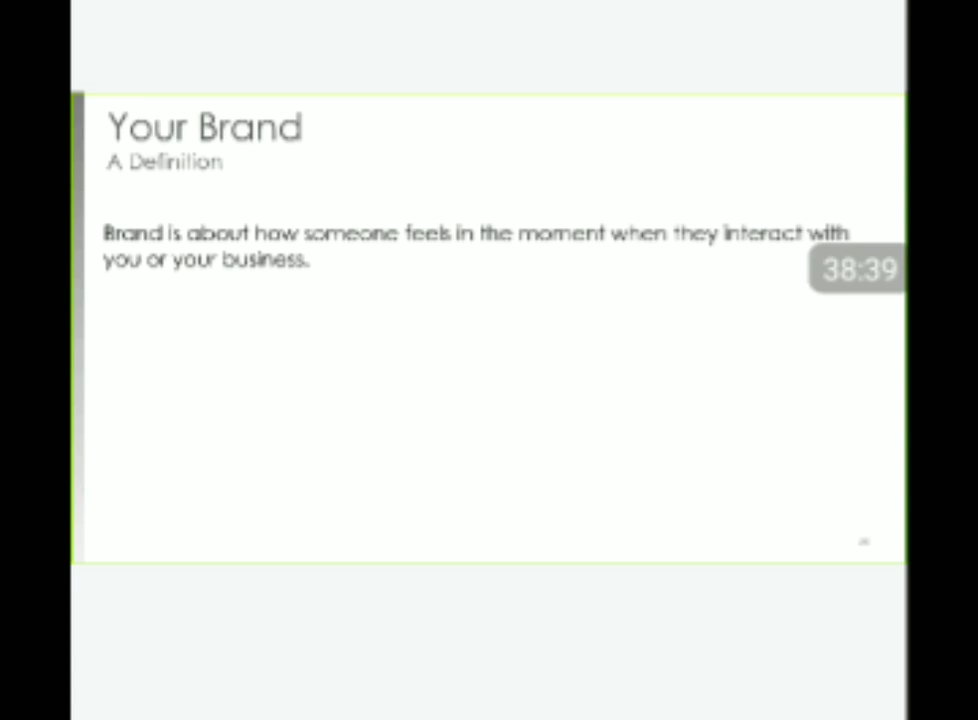 Your Brand
A Definition
Brand is about how someone feels in the moment when they interact with
you or your business.
38:39